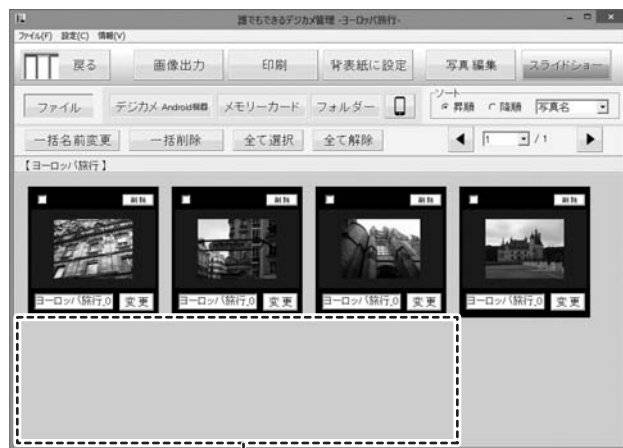 誰でもできるデジカメ管理 -ヨーロッパ旅行-
ファイル(F) 設定(C) 情報(V)
戻る 画像出力 印刷 背表紙に設定 写真編集 スライドショー
ファイル デジカメ Android機器 メモリーカード フォルダー
ソート
昇順 降順 写真名
一括名前変更 一括削除 全て選択 全て解除 1 / 1
【ヨーロッパ旅行】
削除 削除 削除 削除
ヨーロッパ旅行_0 変更 ヨーロッパ旅行_0 変更 ヨーロッパ旅行_0 変更 ヨーロッパ旅行_0 変更